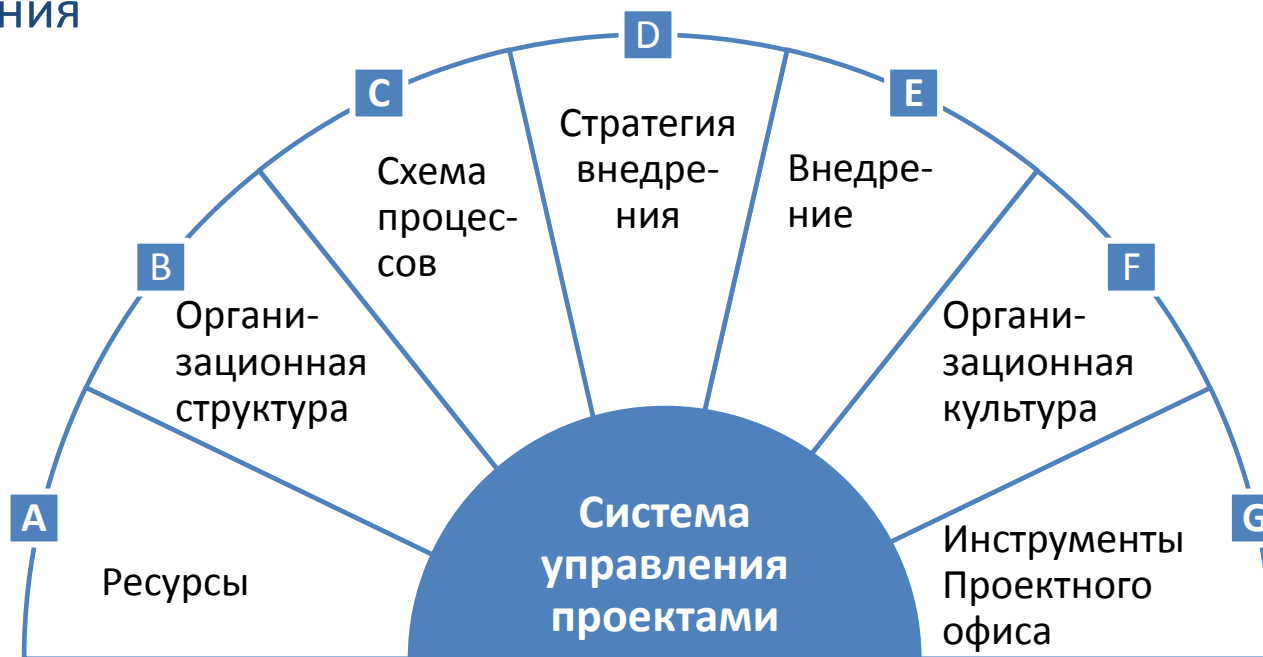 ния
D
C
E
Стратегия
внедре-
ния
Схема
процес-
сов
Внедре-
ние
B
F
Органи-
зационная
структура
Органи-
зационная
культура
A
G
Ресурсы
Система
управления
проектами
Инструменты
Проектного
офиса